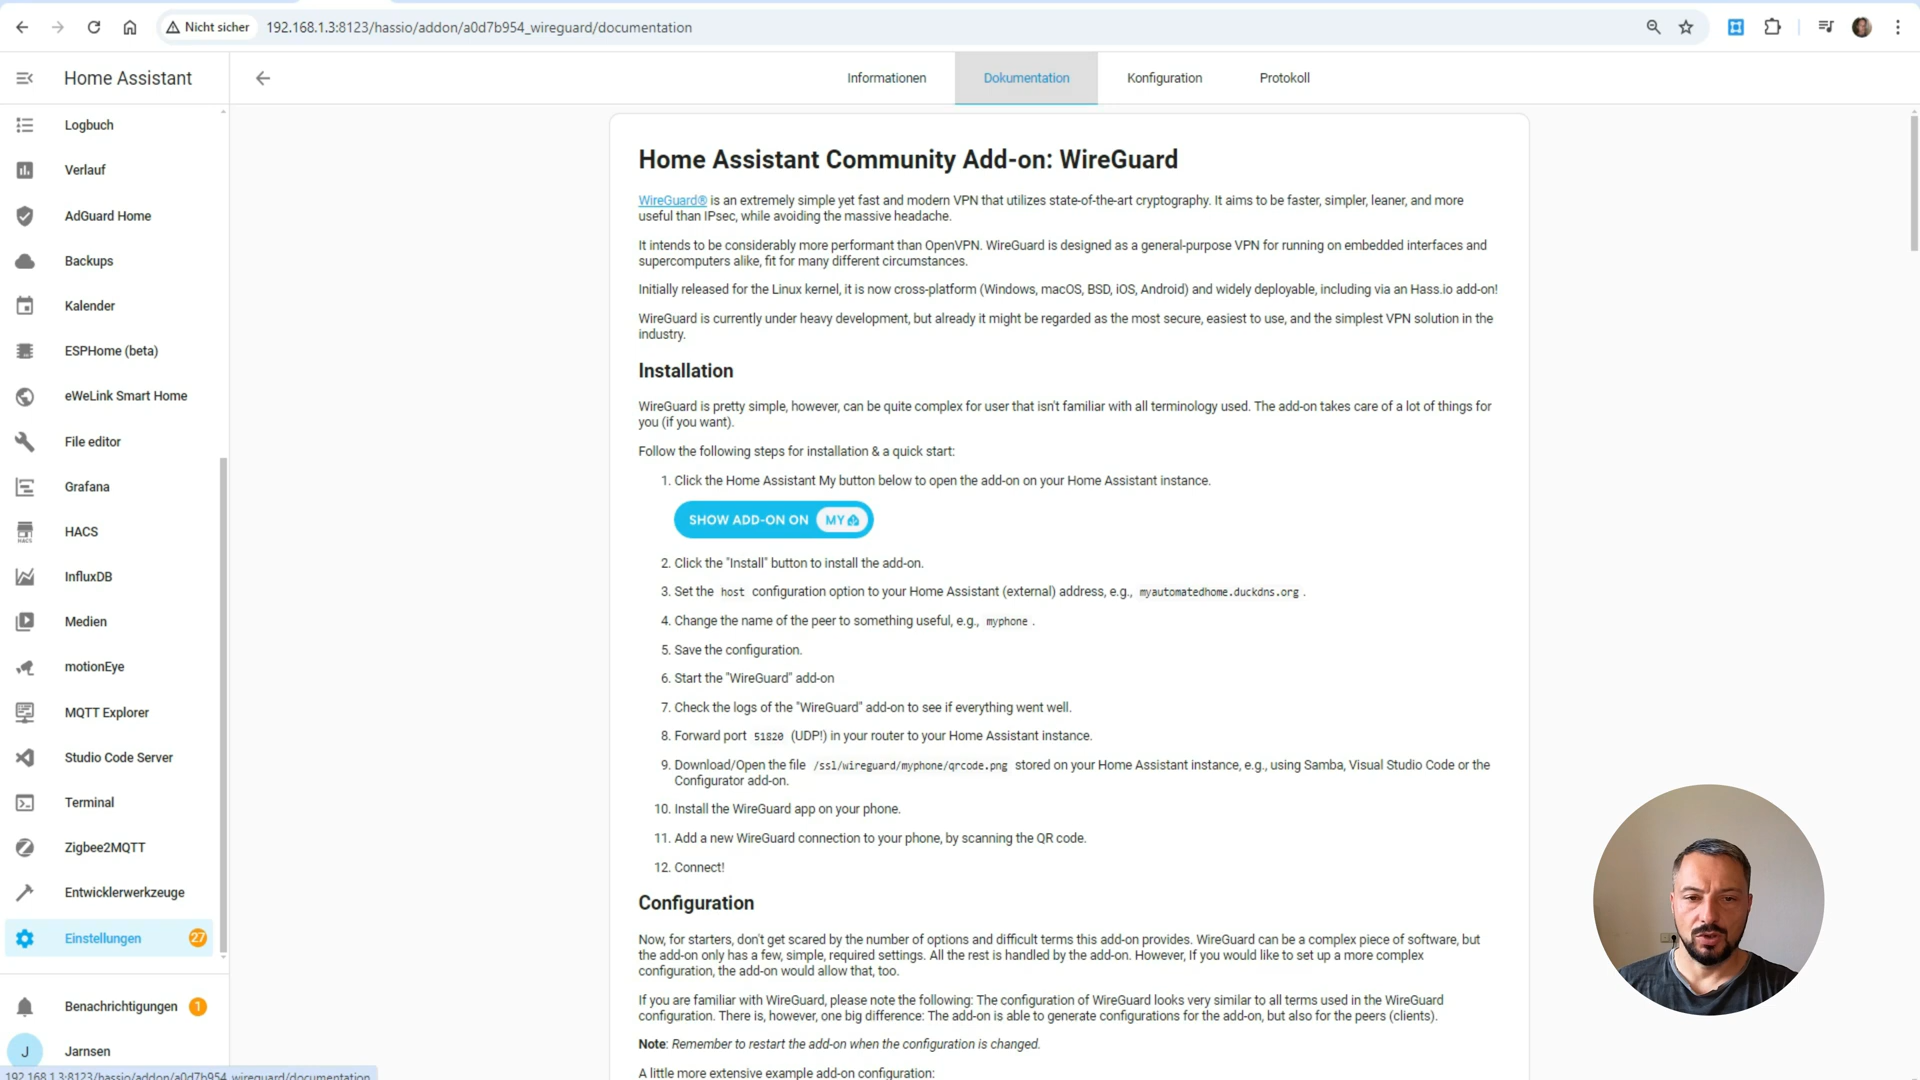 Nicht sicher
192.168.1.3:8123/hassio/addon/a0d7b954_wireguard/documentation
Home Assistant
Informationen
Dokumentation
Konfiguration
Protokoll
Logbuch
Verlauf
AdGuard Home
Backups
Kalender
ESPHome (beta)
eWeLink Smart Home
File editor
Grafana
HACS
InfluxDB
Medien
motionEye
MQTT Explorer
Studio Code Server
Terminal
Zigbee2MQTT
Entwicklerwerkzeuge
Einstellungen
27
Benachrichtigungen
1
J
Jarnsen
192.168.1.3:8123/hassio/addon/a0d7b954_wireguard/documentation
Home Assistant Community Add-on: WireGuard
WireGuard® is an extremely simple yet fast and modern VPN that utilizes state-of-the-art cryptography. It aims to be faster, simpler, leaner, and more
useful than IPsec, while avoiding the massive headache.
It intends to be considerably more performant than OpenVPN. WireGuard is designed as a general-purpose VPN for running on embedded interfaces and
supercomputers alike, fit for many different circumstances.
Initially released for the Linux kernel, it is now cross-platform (Windows, macOS, BSD, iOS, Android) and widely deployable, including via an Hass.io add-on!
WireGuard is currently under heavy development, but already it might be regarded as the most secure, easiest to use, and the simplest VPN solution in the
industry.
Installation
WireGuard is pretty simple, however, can be quite complex for user that isn't familiar with all terminology used. The add-on takes care of a lot of things for
you (if you want).
Follow the following steps for installation & a quick start:
1. Click the Home Assistant My button below to open the add-on on your Home Assistant instance.
SHOW ADD-ON ON MY
2. Click the "Install" button to install the add-on.
3. Set the host configuration option to your Home Assistant (external) address, e.g., myautomatedhome.duckdns.org .
4. Change the name of the peer to something useful, e.g., myphone .
5. Save the configuration.
6. Start the "WireGuard" add-on
7. Check the logs of the "WireGuard" add-on to see if everything went well.
8. Forward port 51820 (UDP!) in your router to your Home Assistant instance.
9. Download/Open the file /ssl/wireguard/myphone/qrcode.png stored on your Home Assistant instance, e.g., using Samba, Visual Studio Code or the
Configurator add-on.
10. Install the WireGuard app on your phone.
11. Add a new WireGuard connection to your phone, by scanning the QR code.
12. Connect!
Configuration
Now, for starters, don't get scared by the number of options and difficult terms this add-on provides. WireGuard can be a complex piece of software, but
the add-on only has a few, simple, required settings. All the rest is handled by the add-on. However, If you would like to set up a more complex
configuration, the add-on would allow that, too.
If you are familiar with WireGuard, please note the following: The configuration of WireGuard looks very similar to all terms used in the WireGuard
configuration. There is, however, one big difference: The add-on is able to generate configurations for the add-on, but also for the peers (clients).
Note: Remember to restart the add-on when the configuration is changed.
A little more extensive example add-on configuration: